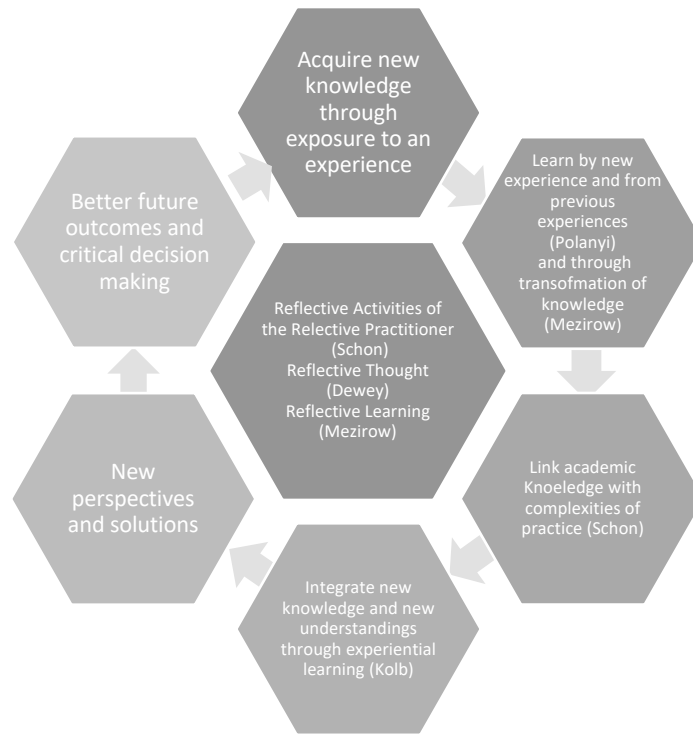 Acquire new
knowledge
through
exposure to an
experience
Learn by new
experience and from
previous
experiences
(Polanyi)
and through
transofmation of
knowledge
(Mezirow)
Link academic
Knoeledge with
complexities of
practice (Schon)
Integrate new
knowledge and new
understandings
through experiential
learning (Kolb)
New
perspectives
and solutions
Better future
outcomes and
critical decision
making
Reflective Activities of
the Relective Practitioner
(Schon)
Reflective Thought
(Dewey)
Reflective Learning
(Mezirow)